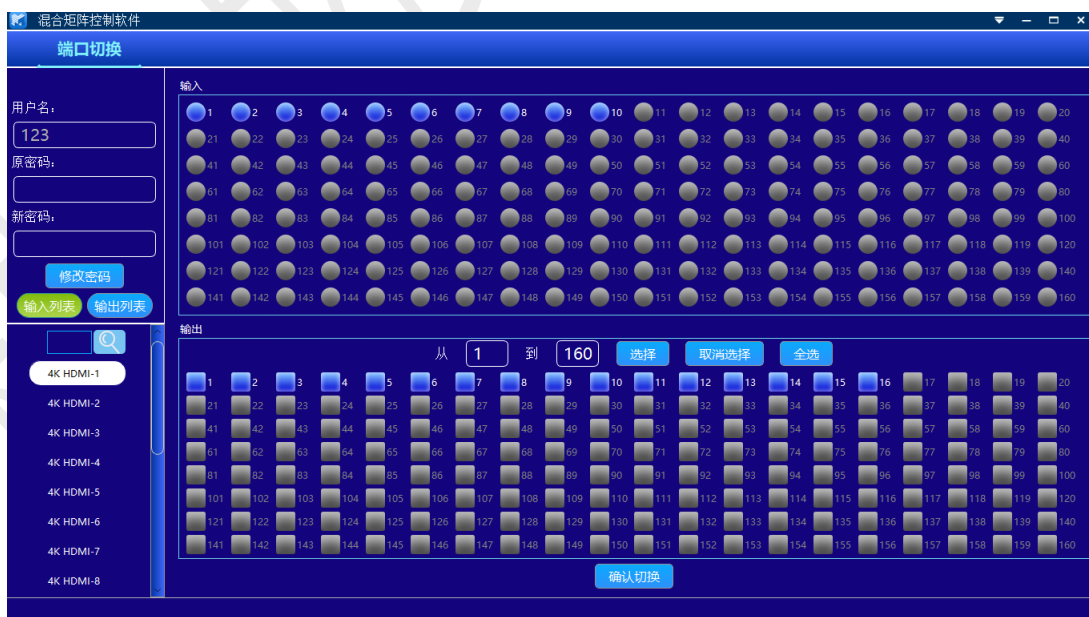 混合矩阵控制软件
端口切换
用户名:
123
原密码:
新密码:
修改密码
输入列表 输出列表
4K HDMI-1
4K HDMI-2
4K HDMI-3
4K HDMI-4
4K HDMI-5
4K HDMI-6
4K HDMI-7
4K HDMI-8
输入
1 2 3 4 5 6 7 8 9 10 11 12 13 14 15 16 17 18 19 20
21 22 23 24 25 26 27 28 29 30 31 32 33 34 35 36 37 38 39 40
41 42 43 44 45 46 47 48 49 50 51 52 53 54 55 56 57 58 59 60
61 62 63 64 65 66 67 68 69 70 71 72 73 74 75 76 77 78 79 80
81 82 83 84 85 86 87 88 89 90 91 92 93 94 95 96 97 98 99 100
101 102 103 104 105 106 107 108 109 110 111 112 113 114 115 116 117 118 119 120
121 122 123 124 125 126 127 128 129 130 131 132 133 134 135 136 137 138 139 140
141 142 143 144 145 146 147 148 149 150 151 152 153 154 155 156 157 158 159 160
输出
从 1 到 160 选择 取消选择 全选
1 2 3 4 5 6 7 8 9 10 11 12 13 14 15 16 17 18 19 20
21 22 23 24 25 26 27 28 29 30 31 32 33 34 35 36 37 38 39 40
41 42 43 44 45 46 47 48 49 50 51 52 53 54 55 56 57 58 59 60
61 62 63 64 65 66 67 68 69 70 71 72 73 74 75 76 77 78 79 80
81 82 83 84 85 86 87 88 89 90 91 92 93 94 95 96 97 98 99 100
101 102 103 104 105 106 107 108 109 110 111 112 113 114 115 116 117 118 119 120
121 122 123 124 125 126 127 128 129 130 131 132 133 134 135 136 137 138 139 140
141 142 143 144 145 146 147 148 149 150 151 152 153 154 155 156 157 158 159 160
确认切换